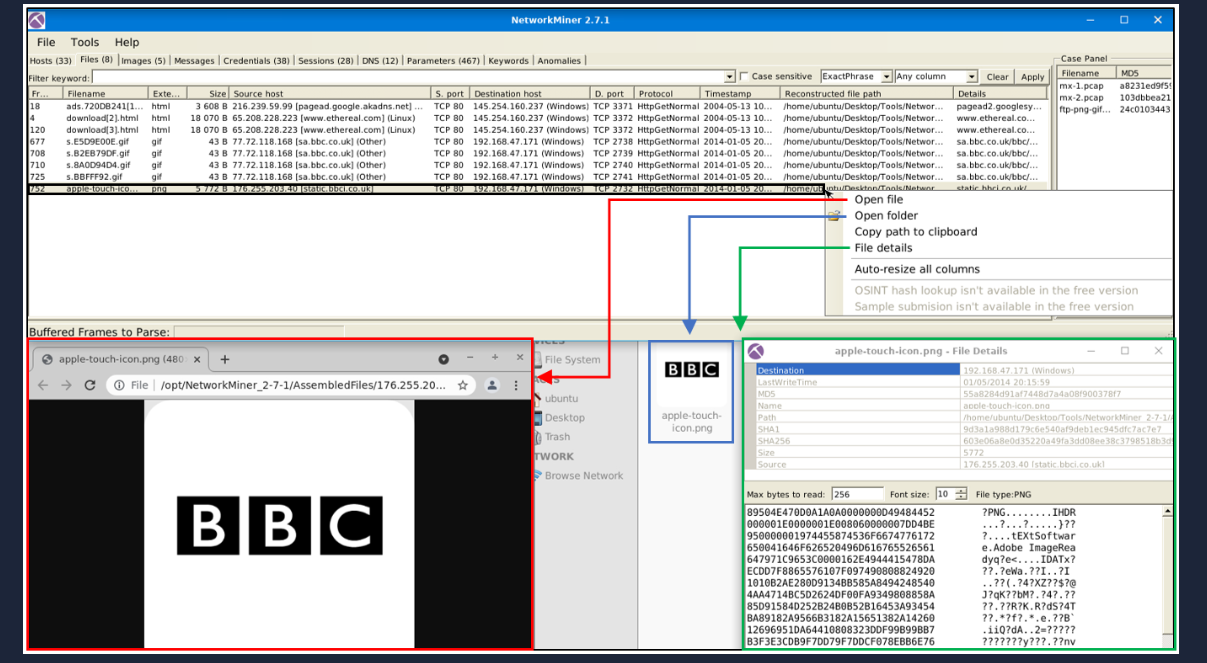 NetworkMiner 2.7.1
File Tools Help
Hosts (33) Files (8) Images (5) Messages Credentials (38) Sessions (28) DNS (12) Parameters (467) Keywords Anomalies
Filter keyword: Case sensitive ExactPhrase Any column Clear Apply
Fr... Filename Exte... Size Source host S. port Destination host D. port Protocol Timestamp Reconstructed file path Details
18 ads.720DB241[1... html 3 608 B 216.239.59.99 [pagead.google.akadns.net] ... TCP 80 145.254.160.237 (Windows) TCP 3371 HttpGetNormal 2004-05-13 10... /home/ubuntu/Desktop/Tools/Networ... pagead2.googlesy...
4 download[2].html html 18 070 B 65.208.228.223 [www.ethereal.com] (Linux) TCP 80 145.254.160.237 (Windows) TCP 3372 HttpGetNormal 2004-05-13 10... /home/ubuntu/Desktop/Tools/Networ... www.ethereal.co...
120 download[3].html html 18 070 B 65.208.228.223 [www.ethereal.com] (Linux) TCP 80 145.254.160.237 (Windows) TCP 3372 HttpGetNormal 2004-05-13 10... /home/ubuntu/Desktop/Tools/Networ... www.ethereal.co...
677 s.E5D9E00E.gif gif 43 B 77.72.118.168 [sa.bbc.co.uk] (Other) TCP 80 192.168.47.171 (Windows) TCP 2738 HttpGetNormal 2014-01-05 20... /home/ubuntu/Desktop/Tools/Networ... sa.bbc.co.uk/bbc/...
708 s.B2EB79DF.gif gif 43 B 77.72.118.168 [sa.bbc.co.uk] (Other) TCP 80 192.168.47.171 (Windows) TCP 2739 HttpGetNormal 2014-01-05 20... /home/ubuntu/Desktop/Tools/Networ... sa.bbc.co.uk/bbc/...
710 s.8A0D94D4.gif gif 43 B 77.72.118.168 [sa.bbc.co.uk] (Other) TCP 80 192.168.47.171 (Windows) TCP 2740 HttpGetNormal 2014-01-05 20... /home/ubuntu/Desktop/Tools/Networ... sa.bbc.co.uk/bbc/...
725 s.BBFFF92.gif gif 43 B 77.72.118.168 [sa.bbc.co.uk] (Other) TCP 80 192.168.47.171 (Windows) TCP 2741 HttpGetNormal 2014-01-05 20... /home/ubuntu/Desktop/Tools/Networ... sa.bbc.co.uk/bbc/...
752 apple-touch-ico... png 5 772 B 176.255.203.40 [static.bbci.co.uk] TCP 80 192.168.47.171 (Windows) TCP 2732 HttpGetNormal 2014-01-05 20... /home/ubuntu/Desktop/Tools/Networ... static.bbci.co.uk/
Case Panel
Filename MD5
mx-1.pcap a8231ed9f5
mx-2.pcap 103dbbea21
ftp-png-gif... 24c0103443
Open file
Open folder
Copy path to clipboard
File details
Auto-resize all columns
OSINT hash lookup isn't available in the free version
Sample submision isn't available in the free version
Buffered Frames to Parse:
apple-touch-icon.png (480
File /opt/NetworkMiner_2-7-1/AssembledFiles/176.255.20...
BBC
File System
ubuntu
Desktop
Trash
TWORK
Browse Network
BBC
apple-touch-
icon.png
apple-touch-icon.png - File Details
Destination 192.168.47.171 (Windows)
LastWriteTime 01/05/2014 20:15:59
MD5 55a8284d91af7448d7a4a08f900378f7
Name apple-touch-icon.png
Path /home/ubuntu/Desktop/Tools/NetworkMiner_2-7-1/
SHA1 9d3a1a988d179c6e540af9deb1ec945dfc7ac7e7
SHA256 603e06a8e0d35220a49fa3dd08ee38c3798518b3d
Size 5772
Source 176.255.203.40 [static.bbci.co.uk]
Max bytes to read: 256 Font size: 10 File type:PNG
89504E470D0A1A0A0000000D49484452 ?PNG........IHDR
000001E0000001E008060000007DD4BE ...?...?.....}??
9500000019744558745 36F6674776172 ?....tEXtSoftwar
650041646F626520496D616765526561 e.Adobe ImageRea
647971C9653C0000162E4944415478DA dyq?e<....IDATx?
ECDD7F8865576107F097490808824920 ??.?eWa.??I..?I
1010B2AE280D9134BB585A8494248540 ..??(.?4?XZ??$?@
4AA4714BC5D2624DF00FA9349808858A J?qK??bM?.?4?.??
85D91584D252B24B0B52B16453A93454 ??.??R?K.R?dS?4T
BA89182A9566B3182A15651382A14260 ??.*?f?.*.e.??B`
12696951DA64410808323DDF99B99BB7 .iiQ?dA..2=?????
B3F3E3CDB9F7DD79F7DDCF078EBB6E76 ???????y???.??nv